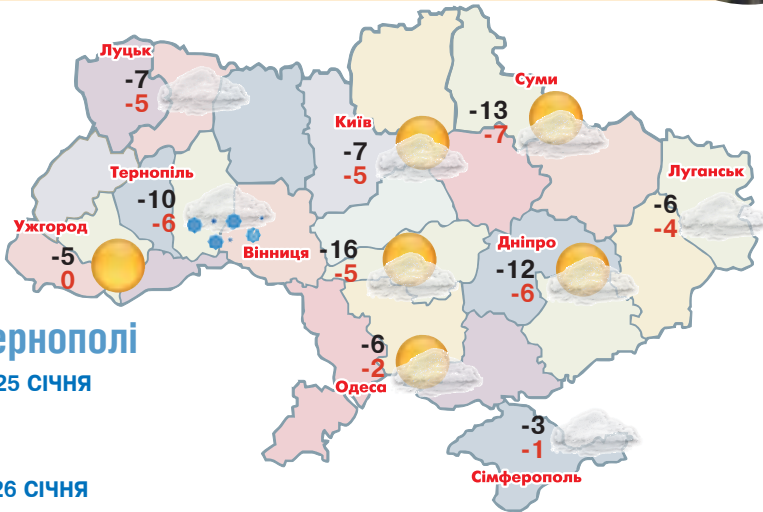 Луцьк
-7
-5
Суми
-13
-7
Київ
-7
-5
Тернопіль
-10
-6
Луганськ
-6
-4
Ужгород
-5
0
Вінниця
-16
-5
Дніпро
-12
-6
ернополі
25 СІЧНЯ
-6
-2
Одеса
-3
-1
Сімферополь
26 СІЧНЯ